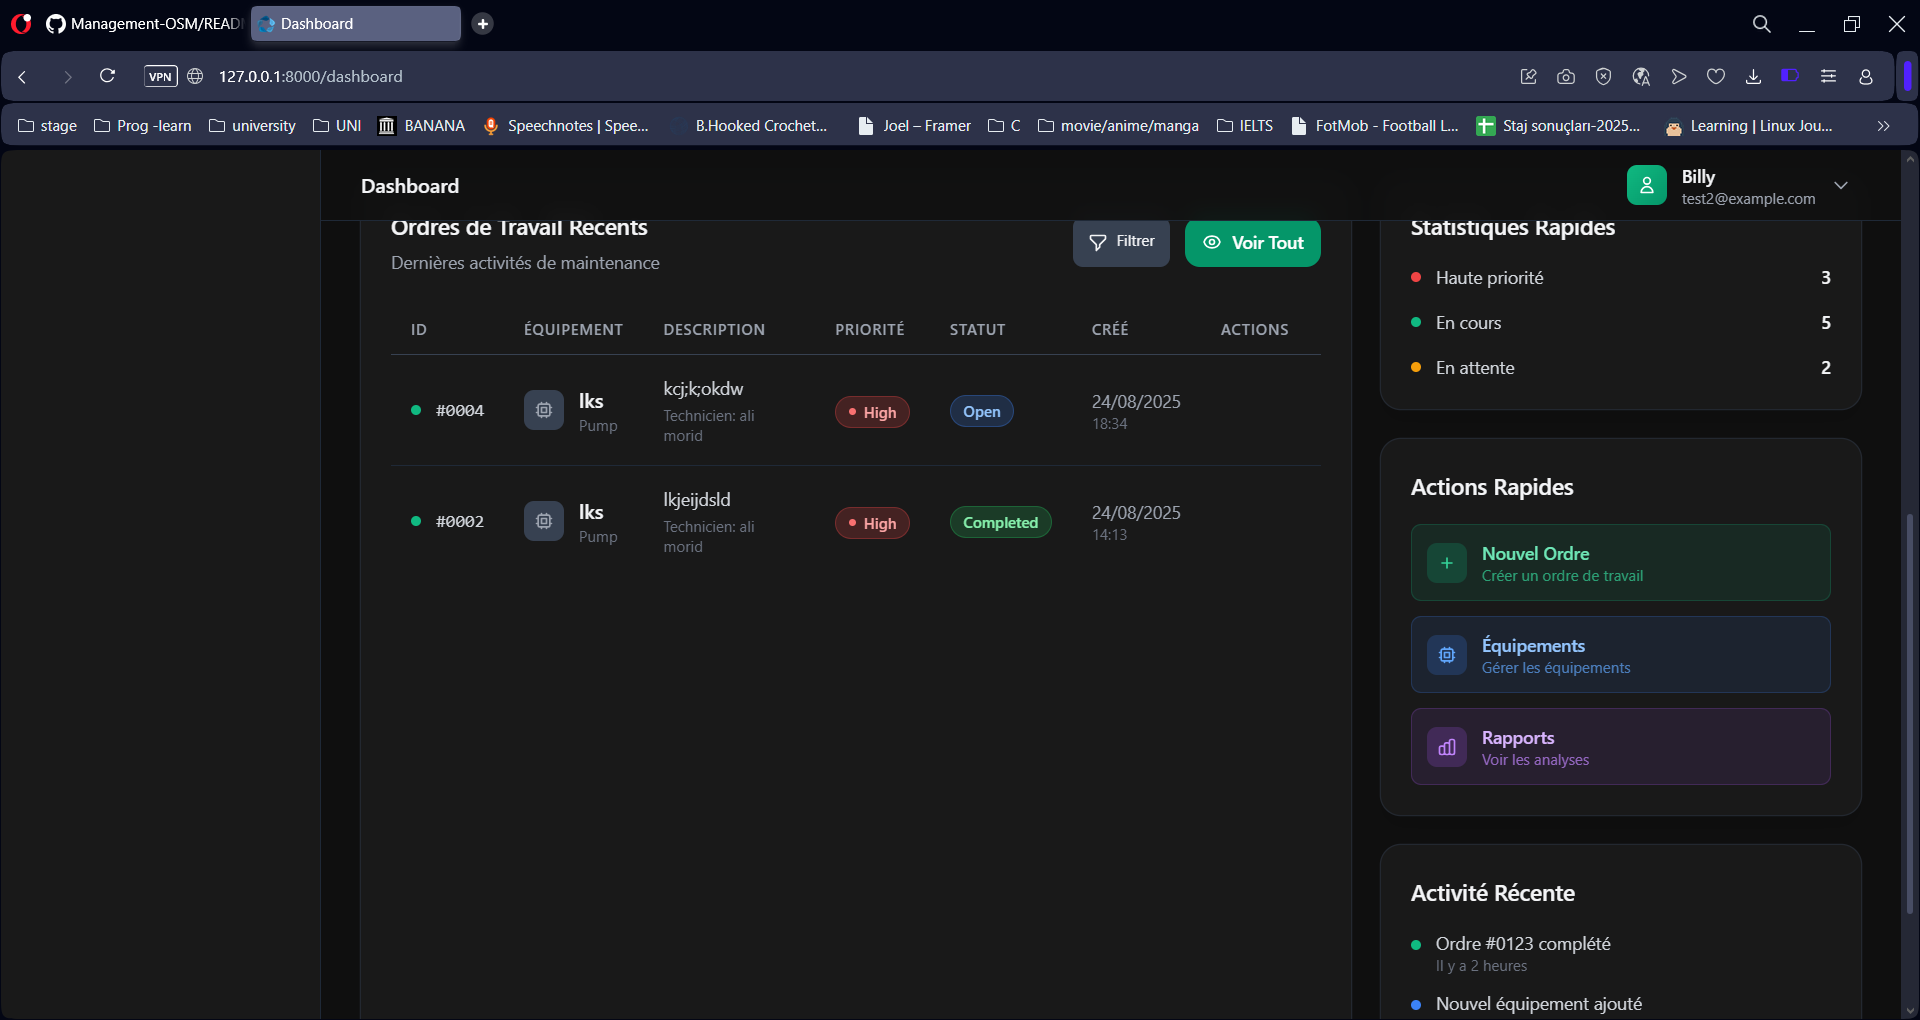 Management-OSM/READ
Dashboard
VPN
127.0.0.1:8000/dashboard
stage
Prog -learn
university
UNI
BANANA
Speechnotes | Spee...
B.Hooked Crochet...
Joel – Framer
C
movie/anime/manga
IELTS
FotMob - Football L...
Staj sonuçları-2025...
Learning | Linux Jou...
Dashboard
Billy
test2@example.com
Ordres de Travail Récents
Dernières activités de maintenance
Filtrer
Voir Tout
ID ÉQUIPEMENT DESCRIPTION PRIORITÉ STATUT CRÉÉ ACTIONS
#0004
lks
Pump
kcj;k;okdw
Technicien: ali
morid
High
Open
24/08/2025
18:34
#0002
lks
Pump
lkjeijdsld
Technicien: ali
morid
High
Completed
24/08/2025
14:13
Statistiques Rapides
Haute priorité 3
En cours 5
En attente 2
Actions Rapides
Nouvel Ordre
Créer un ordre de travail
Équipements
Gérer les équipements
Rapports
Voir les analyses
Activité Récente
Ordre #0123 complété
Il y a 2 heures
Nouvel équipement ajouté